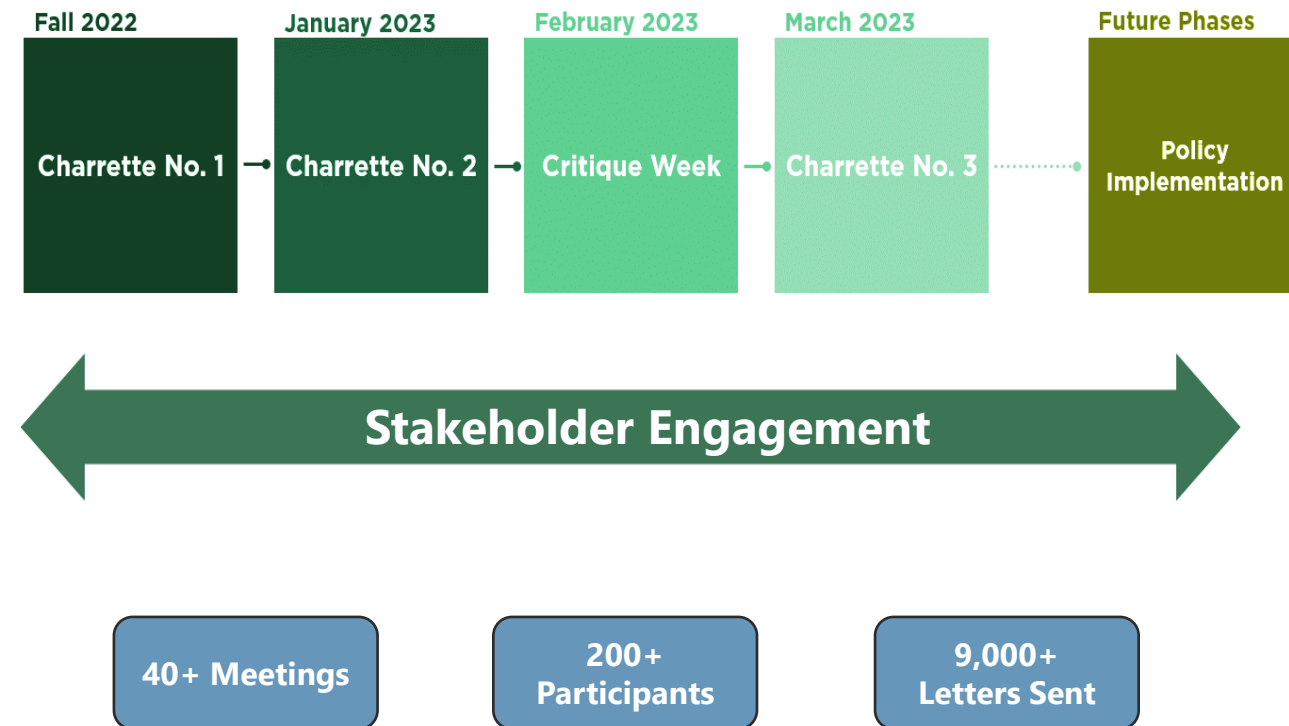 Fall 2022
January 2023
February 2023
March 2023
Future Phases
Charrette No. 1
Charrette No. 2
Critique Week
Charrette No. 3
Policy
Implementation
Stakeholder Engagement
40+ Meetings
200+
Participants
9,000+
Letters Sent